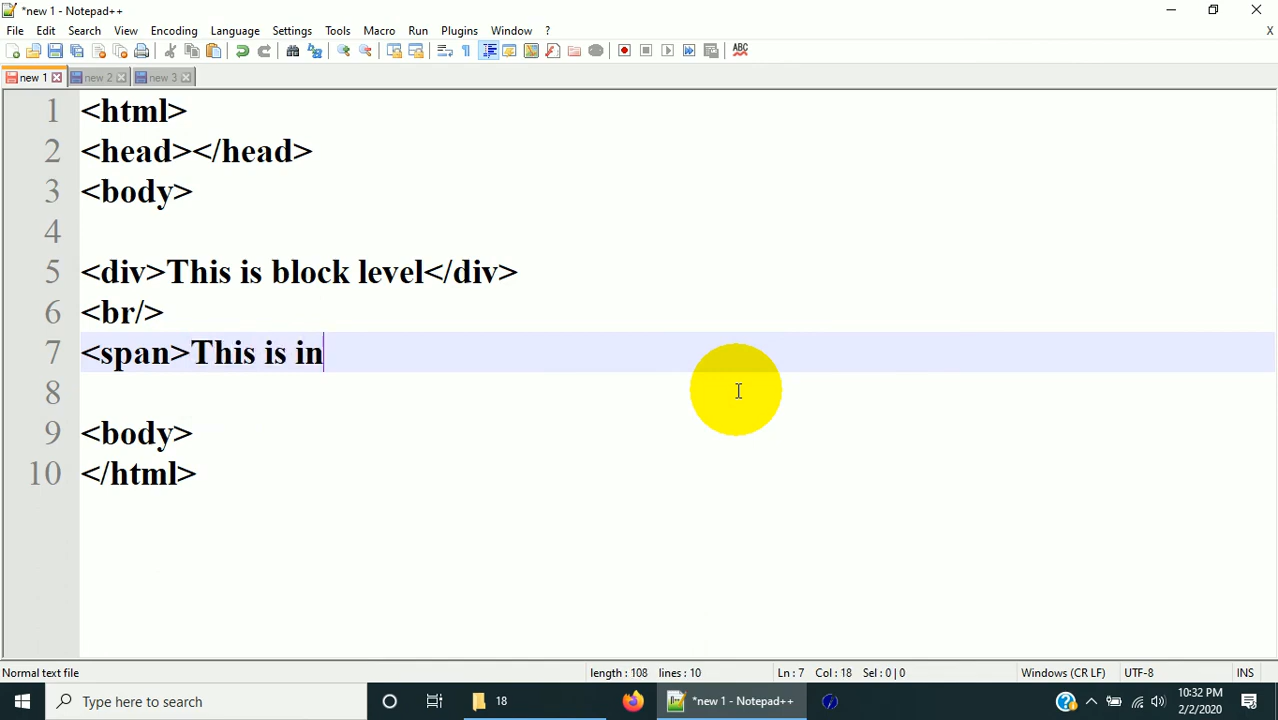 *new 1 - Notepad++
File Edit Search View Encoding Language Settings Tools Macro Run Plugins Window ? X
ABC
new 1 new 2 new 3
1 <html>
2 <head></head>
3 <body>
4
5 <div>This is block level</div>
6 <br/>
7 <span>This is in
8
9 <body>
10 </html>
Normal text file length : 108 lines : 10 Ln : 7 Col : 18 Sel : 0 | 0 Windows (CR LF) UTF-8 INS
Type here to search 18 *new 1 - Notepad++ 10:32 PM
2/2/2020